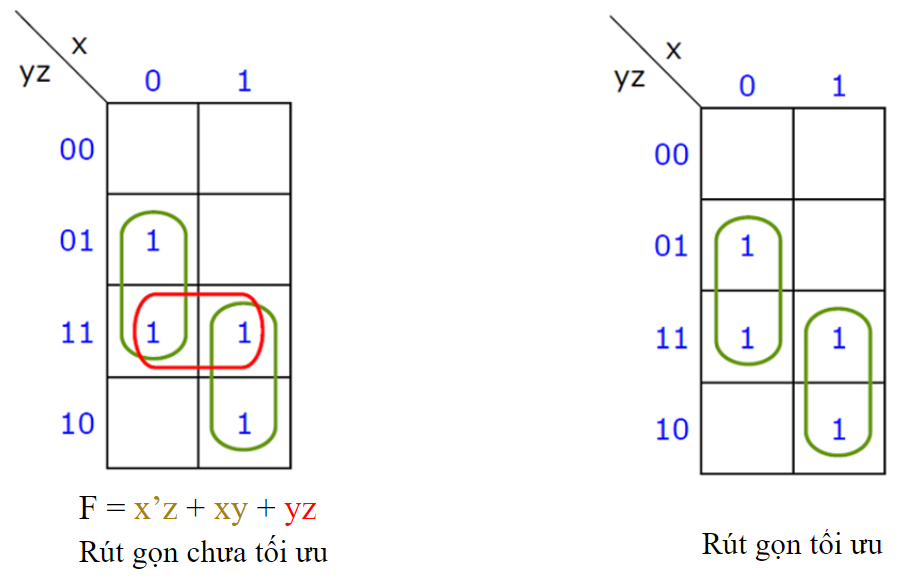 x
yz
0 1
00
01 1
11 1 1
10 1
F = x’z + xy + yz
Rút gọn chưa tối ưu
x
yz
0 1
00
01 1
11 1 1
10 1
Rút gọn tối ưu